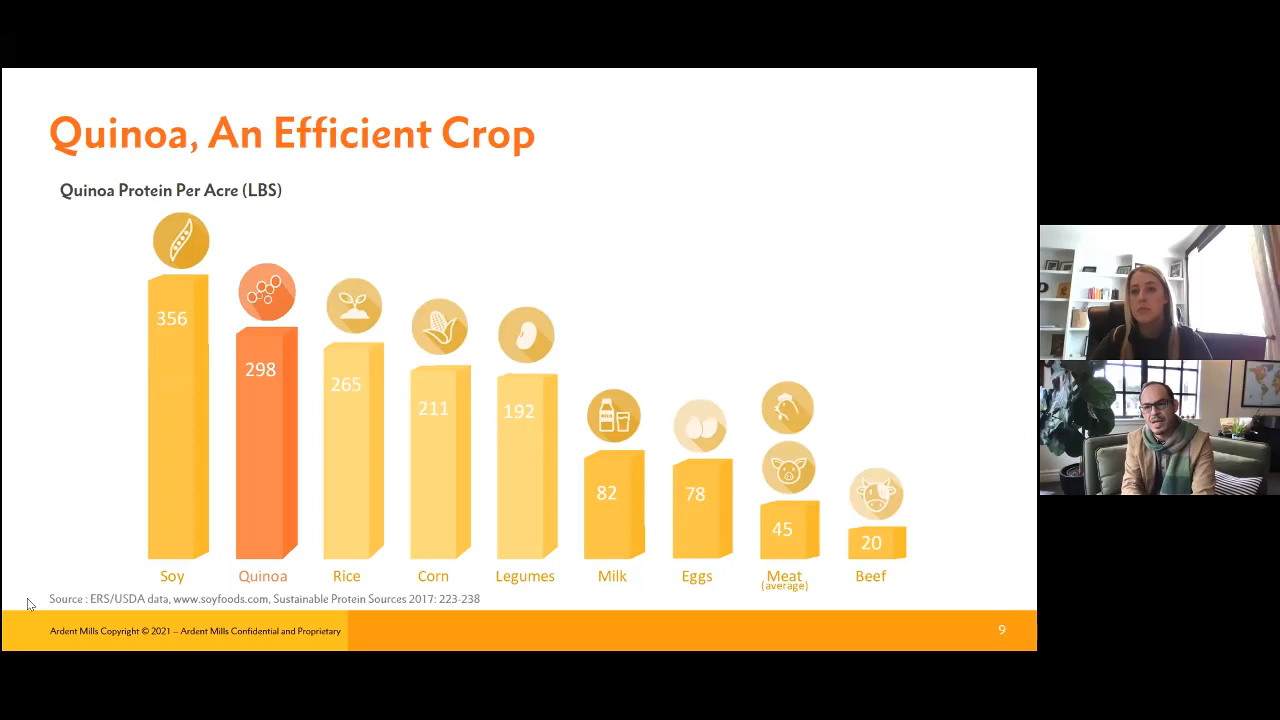 Quinoa, An Efficient Crop
Quinoa Protein Per Acre (LBS)
356
298
265
211
192
MILK
82
78
45
20
Soy
Quinoa
Rice
Corn
Legumes
Milk
Eggs
Meat
(average)
Beef
Source : ERS/USDA data, www.soyfoods.com, Sustainable Protein Sources 2017: 223-238
Ardent Mills Copyright © 2021 – Ardent Mills Confidential and Proprietary
9